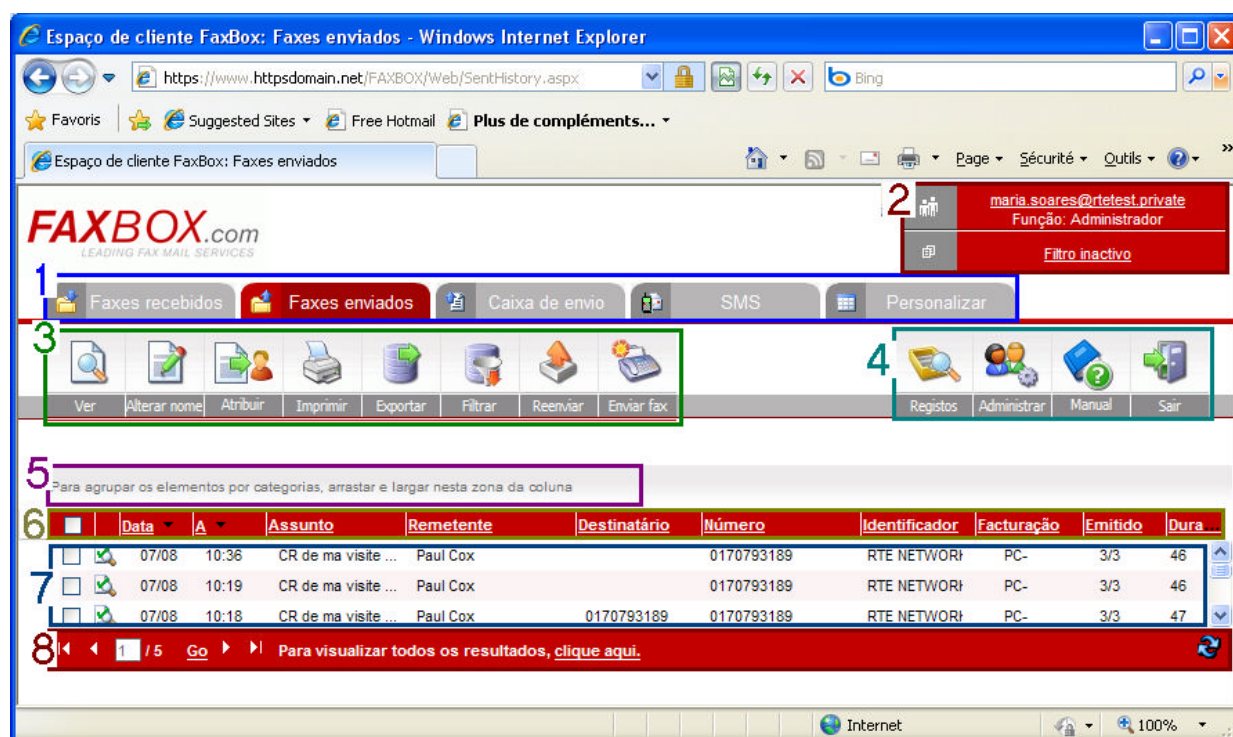 Espaço de cliente FaxBox: Faxes enviados - Windows Internet Explorer
https://www.httpsdomain.net/FAXBOX/Web/SentHistory.aspx
Bing
Favoris
Suggested Sites
Free Hotmail
Plus de compléments...
Espaço de cliente FaxBox: Faxes enviados
Page
Sécurité
Outils
»
FAXBOX.com
LEADING FAX MAIL SERVICES
2
maria.soares@rtetest.private
Função: Administrador
Filtro inactivo
1
Faxes recebidos
Faxes enviados
Caixa de envio
SMS
Personalizar
3
Ver
Alterar nome
Atribuir
Imprimir
Exportar
Filtrar
Reenviar
Enviar fax
4
Registos
Administrar
Manual
Sair
5
Para agrupar os elementos por categorias, arrastar e largar nesta zona da coluna
6
Data A Assunto Remetente Destinatário Número Identificador Facturação Emitido Dura...
7
07/08 10:36 CR de ma visite ... Paul Cox 0170793189 RTE NETWORK PC- 3/3 46
07/08 10:19 CR de ma visite ... Paul Cox 0170793189 RTE NETWORK PC- 3/3 46
07/08 10:18 CR de ma visite ... Paul Cox 0170793189 0170793189 RTE NETWORK PC- 3/3 47
8
1 / 5 Go Para visualizar todos os resultados, clique aqui.
Internet
100%